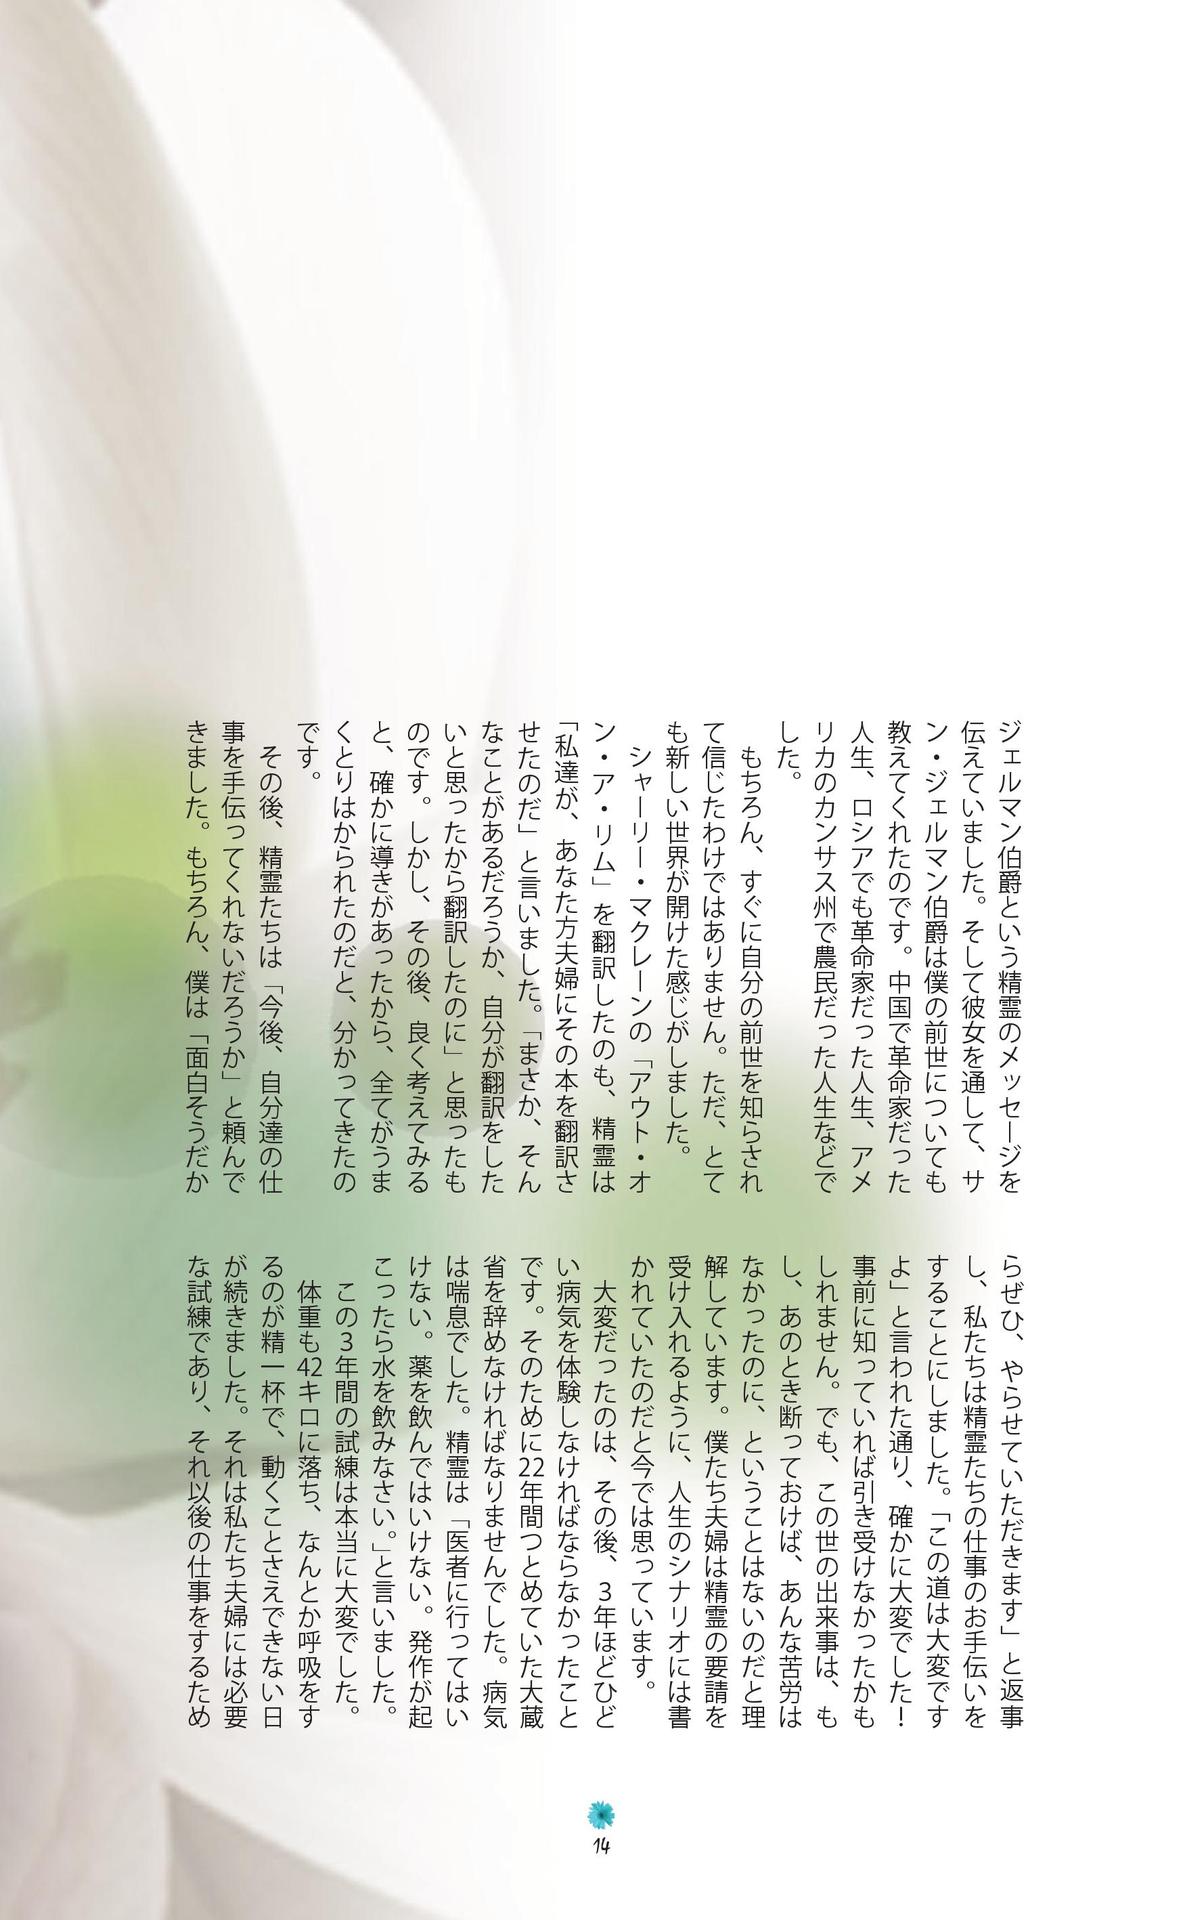 ジェルマン伯爵という精霊のメッセージを
伝えていました。そして彼女を通して、サ
ン・ジェルマン伯爵は僕の前世についても
教えてくれたのです。中国で革命家だった
人生、ロシアでも革命家だった人生、アメ
リカのカンサス州で農民だった人生などで
した。
もちろん、すぐに自分の前世を知らされ
て信じたわけではありません。ただ、とて
も新しい世界が開けた感じがしました。
シャーリー・マクレーンの「アウト・オ
ン・ア・リム」を翻訳したのも、精霊は
「私達が、あなた方夫婦にその本を翻訳さ
せたのだ」と言いました。「まさか、そん
なことがあるだろうか、自分が翻訳をした
いと思ったから翻訳したのに」と思ったも
のです。しかし、その後、良く考えてみる
と、確かに導きがあったから、全てがうま
くとりはかられたのだと、分かってきたの
です。
その後、精霊たちは「今後、自分達の仕
事を手伝ってくれないだろうか」と頼んで
きました。もちろん、僕は「面白そうだか
らぜひ、やらせていただきます」と返事
し、私たちは精霊たちの仕事のお手伝いを
することにしました。「この道は大変です
よ」と言われた通り、確かに大変でした！
事前に知っていれば引き受けなかったかも
しれません。でも、この世の出来事は、も
し、あのとき断っておけば、あんな苦労は
なかったのに、ということはないのだと理
解しています。僕たち夫婦は精霊の要請を
受け入れるように、人生のシナリオには書
かれていたのだと今では思っています。
大変だったのは、その後、3年ほどひど
い病気を体験しなければならなかったこと
です。そのために22年間つとめていた大蔵
省を辞めなければなりませんでした。病気
は喘息でした。精霊は「医者に行ってはい
けない。薬を飲んではいけない。発作が起
こったら水を飲みなさい。」と言いました。
この3年間の試練は本当に大変でした。
体重も42キロに落ち、なんとか呼吸をす
るのが精一杯で、動くことさえできない日
が続きました。それは私たち夫婦には必要
な試練であり、それ以後の仕事をするため
14